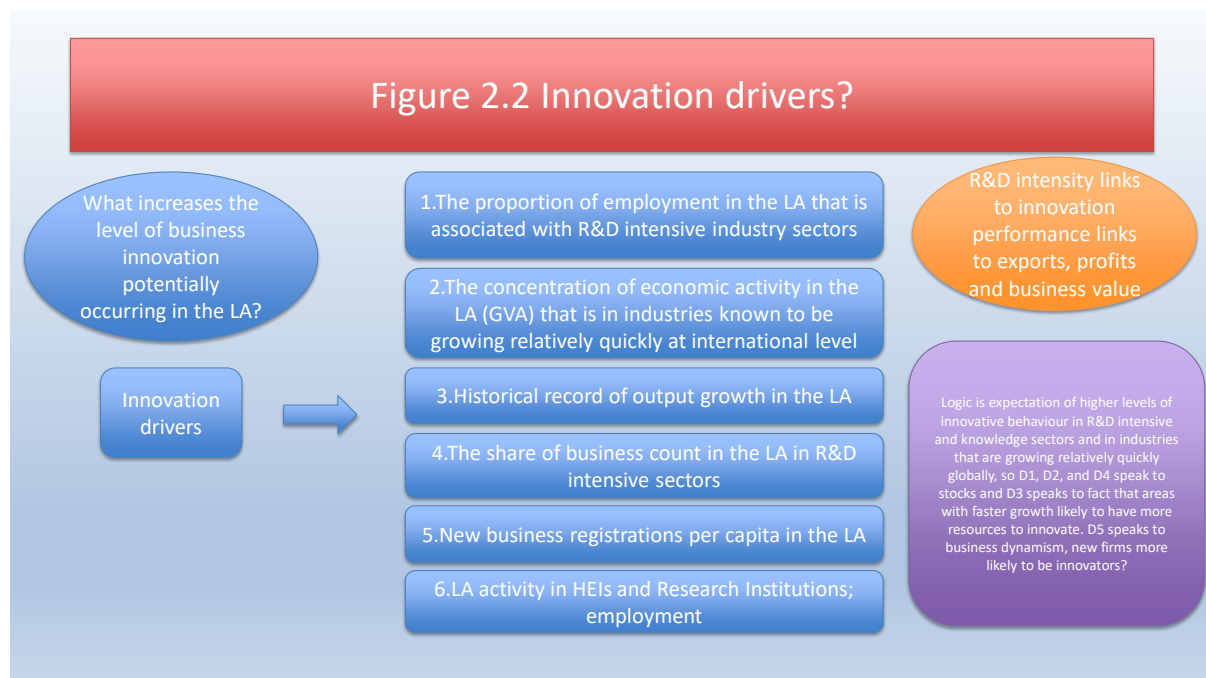 Figure 2.2 Innovation drivers?
What increases the
level of business
innovation
potentially
occurring in the LA?
Innovation
drivers
1.The proportion of employment in the LA that is
associated with R&D intensive industry sectors
2.The concentration of economic activity in the
LA (GVA) that is in industries known to be
growing relatively quickly at international level
3.Historical record of output growth in the LA
4.The share of business count in the LA in R&D
intensive sectors
5.New business registrations per capita in the LA
6.LA activity in HEIs and Research Institutions;
employment
R&D intensity links
to innovation
performance links
to exports, profits
and business value
Logic is expectation of higher levels of
innovative behaviour in R&D intensive
and knowledge sectors and in industries
that are growing relatively quickly
globally, so D1, D2, and D4 speak to
stocks and D3 speaks to fact that areas
with faster growth likely to have more
resources to innovate. D5 speaks to
business dynamism, new firms more
likely to be innovators?